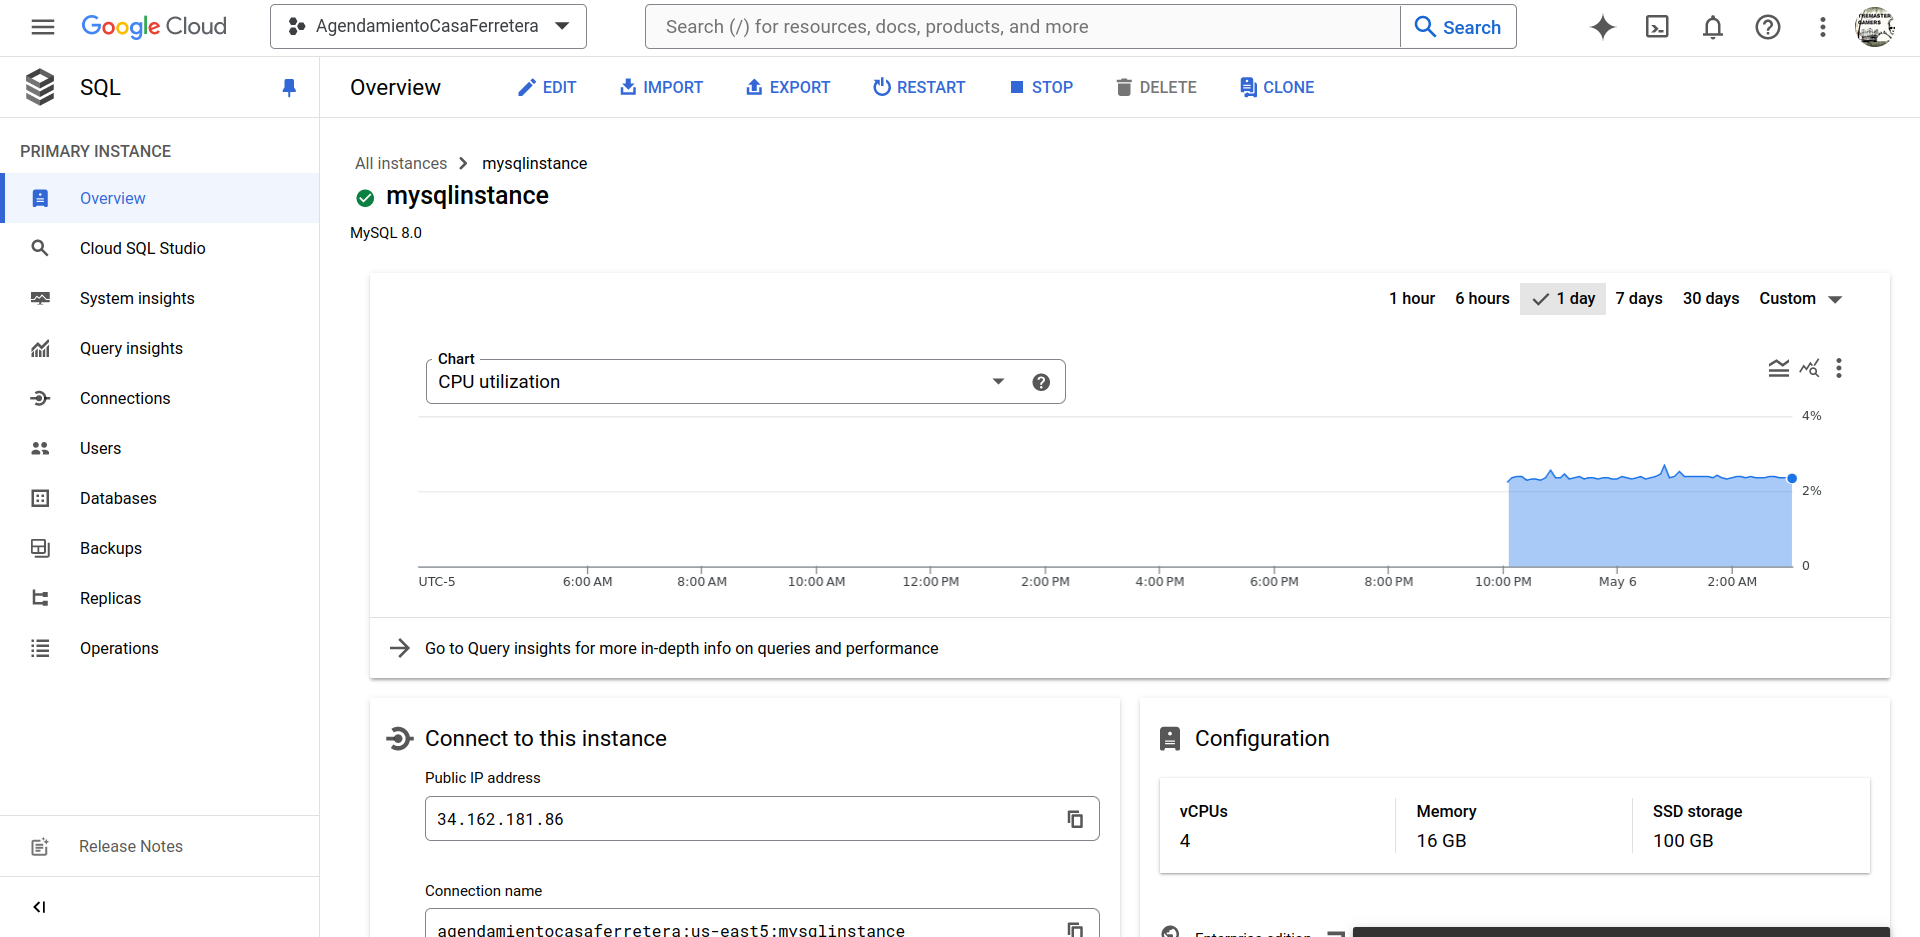 Google Cloud
AgendamientoCasaFerretera
Search (/) for resources, docs, products, and more
Search
SQL
Overview
EDIT
IMPORT
EXPORT
RESTART
STOP
DELETE
CLONE
PRIMARY INSTANCE
Overview
Cloud SQL Studio
System insights
Query insights
Connections
Users
Databases
Backups
Replicas
Operations
Release Notes
All instances
mysqlinstance
mysqlinstance
MySQL 8.0
1 hour
6 hours
1 day
7 days
30 days
Custom
Chart
CPU utilization
4%
2%
0
UTC-5
6:00 AM
8:00 AM
10:00 AM
12:00 PM
2:00 PM
4:00 PM
6:00 PM
8:00 PM
10:00 PM
May 6
2:00 AM
Go to Query insights for more in-depth info on queries and performance
Connect to this instance
Public IP address
34.162.181.86
Connection name
agendamientocasaferretera:us-east5:mysqlinstance
Configuration
vCPUs
4
Memory
16 GB
SSD storage
100 GB
Enterprise edition